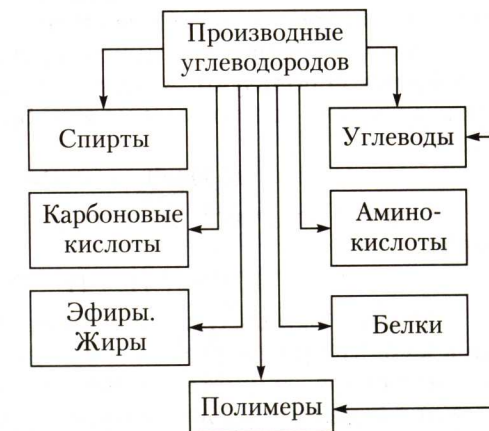 Производные
углеводородов
Спирты
Углеводы
Карбоновые
кислоты
Амино-
кислоты
Эфиры.
Жиры
Белки
Полимеры